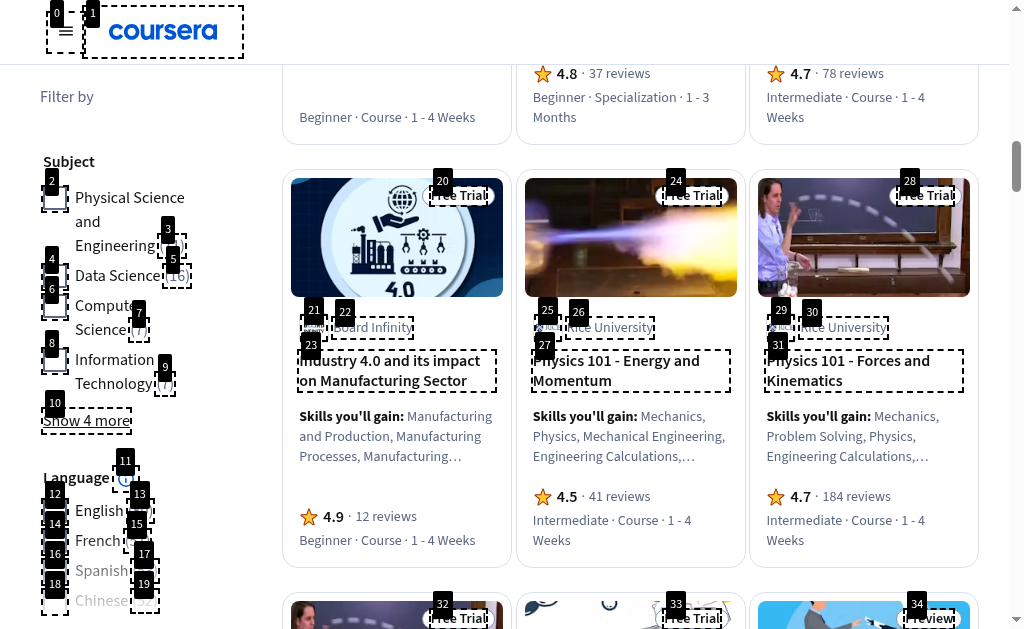 coursera
Filter by
Subject
Physical Science
and
Engineering
Data Science (16)
Computer
Science (7)
Information
Technology (7)
Show 4 more
Language
English
French
Spanish
Chinese (52)
4.8 · 37 reviews
Beginner · Course · 1 - 4 Weeks
Beginner · Specialization · 1 - 3
Months
4.7 · 78 reviews
Intermediate · Course · 1 - 4
Weeks
Free Trial
4.0
Board Infinity
Industry 4.0 and its impact
on Manufacturing Sector
Skills you'll gain: Manufacturing
and Production, Manufacturing
Processes, Manufacturing…
4.9 · 12 reviews
Beginner · Course · 1 - 4 Weeks
Free Trial
Rice University
Physics 101 - Energy and
Momentum
Skills you'll gain: Mechanics,
Physics, Mechanical Engineering,
Engineering Calculations,…
4.5 · 41 reviews
Intermediate · Course · 1 - 4
Weeks
Free Trial
Rice University
Physics 101 - Forces and
Kinematics
Skills you'll gain: Mechanics,
Problem Solving, Physics,
Engineering Calculations,…
4.7 · 184 reviews
Intermediate · Course · 1 - 4
Weeks
Free Trial
Free Trial
Preview
0
1
2
3
4
5
6
7
8
9
10
11
12
13
14
15
16
17
18
19
20
21
22
23
24
25
26
27
28
29
30
31
32
33
34